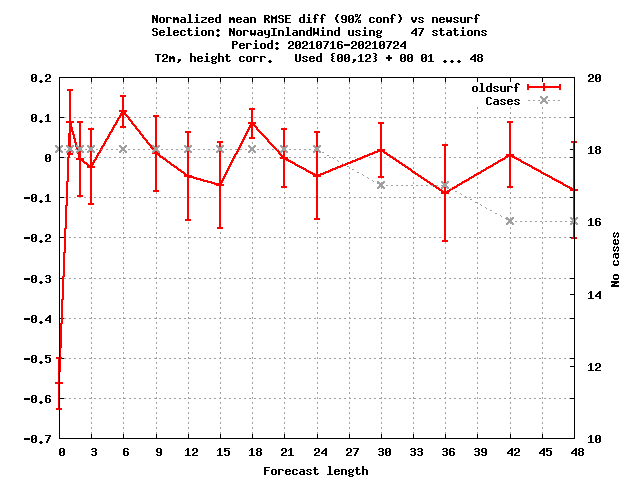 Normalized mean RMSE diff (90% conf) vs newsurf
Selection: NorwayInlandWind using    47 stations
Period: 20210716-20210724
T2m, height corr.   Used {00,12} + 00 01 ... 48
oldsurf
Cases
0.2
0.1
0
-0.1
-0.2
-0.3
-0.4
-0.5
-0.6
-0.7
20
18
16
14
12
10
No cases
0 3 6 9 12 15 18 21 24 27 30 33 36 39 42 45 48
Forecast length